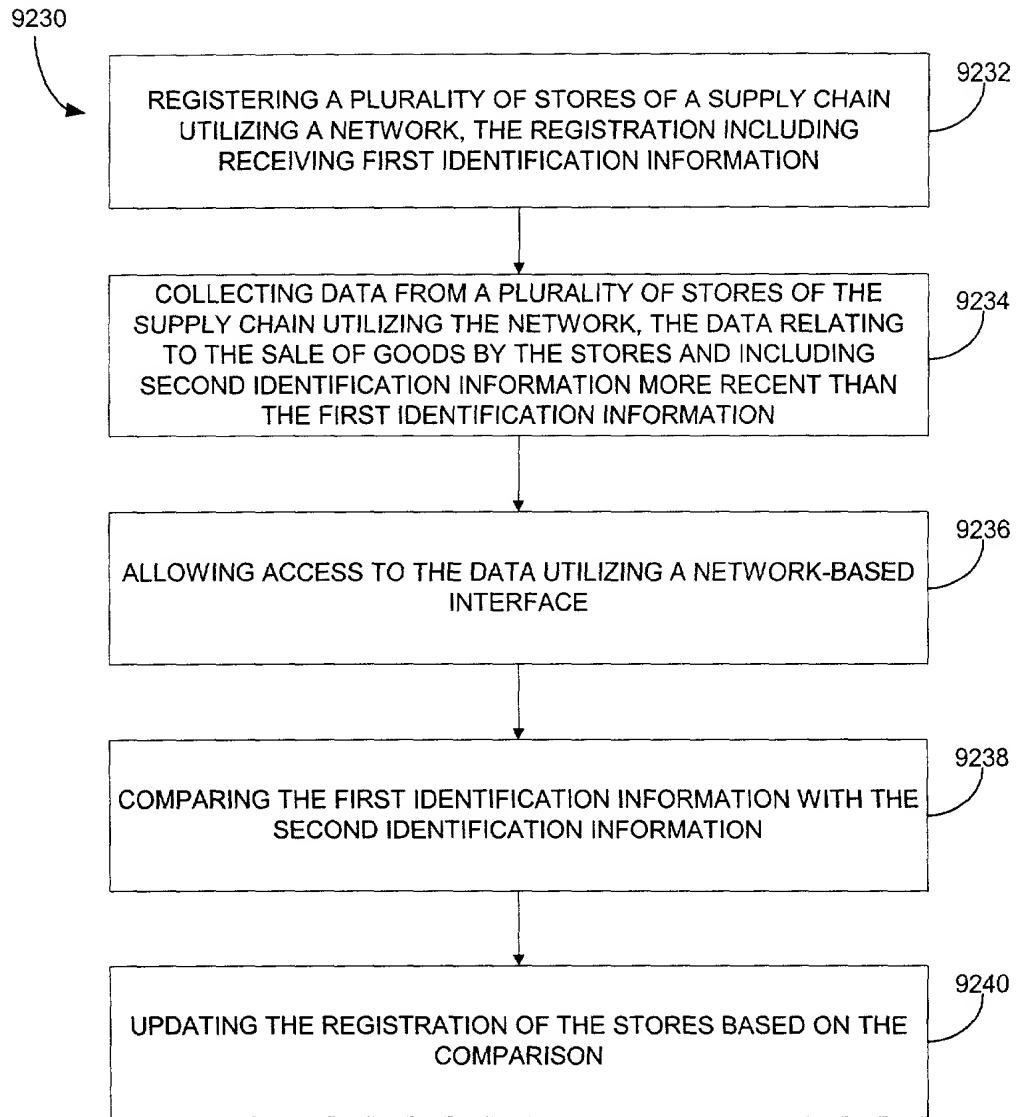 9230
9232
REGISTERING A PLURALITY OF STORES OF A SUPPLY CHAIN
UTILIZING A NETWORK, THE REGISTRATION INCLUDING
RECEIVING FIRST IDENTIFICATION INFORMATION
9234
COLLECTING DATA FROM A PLURALITY OF STORES OF THE
SUPPLY CHAIN UTILIZING THE NETWORK, THE DATA RELATING
TO THE SALE OF GOODS BY THE STORES AND INCLUDING
SECOND IDENTIFICATION INFORMATION MORE RECENT THAN
THE FIRST IDENTIFICATION INFORMATION
9236
ALLOWING ACCESS TO THE DATA UTILIZING A NETWORK-BASED
INTERFACE
9238
COMPARING THE FIRST IDENTIFICATION INFORMATION WITH THE
SECOND IDENTIFICATION INFORMATION
9240
UPDATING THE REGISTRATION OF THE STORES BASED ON THE
COMPARISON